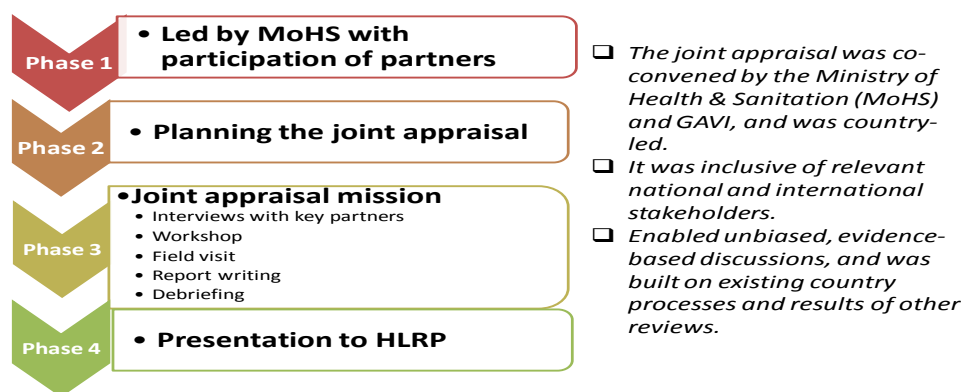 Phase 1
• Led by MoHS with
participation of partners
Phase 2
• Planning the joint appraisal
Phase 3
•Joint appraisal mission
• Interviews with key partners
• Workshop
• Field visit
• Report writing
• Debriefing
Phase 4
• Presentation to HLRP
❑ The joint appraisal was co-
convened by the Ministry of
Health & Sanitation (MoHS)
and GAVI, and was country-
led.
❑ It was inclusive of relevant
national and international
stakeholders.
❑ Enabled unbiased, evidence-
based discussions, and was
built on existing country
processes and results of other
reviews.